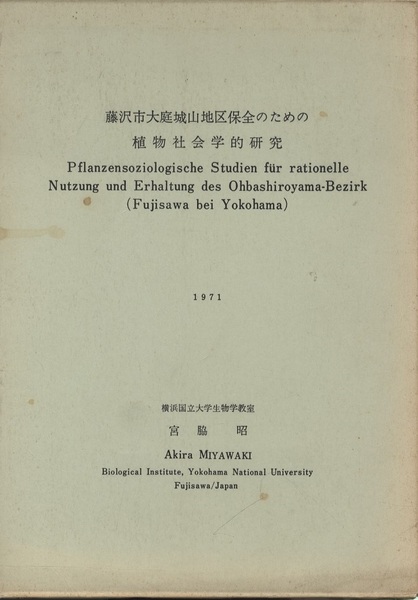 藤沢市大庭城山地区保全のための
植物社会学的研究
Pflanzensoziologische Studien für rationelle
Nutzung und Erhaltung des Ohbashiroyama-Bezirk
(Fujisawa bei Yokohama)
1971
横浜国立大学生物学教室
宮脇 昭
Akira MIYAWAKI
Biological Institute, Yokohama National University
Fujisawa/Japan